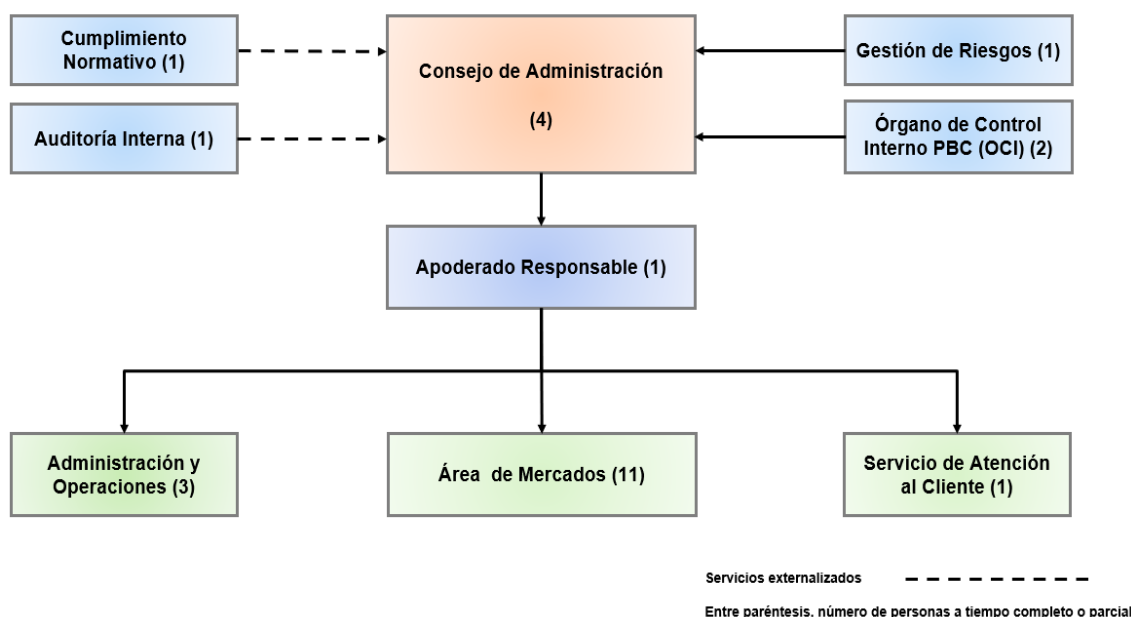 Cumplimiento
Normativo (1)
Consejo de Administración
(4)
Gestión de Riesgos (1)
Auditoría Interna (1)
Órgano de Control
Interno PBC (OCI) (2)
Apoderado Responsable (1)
Administración y
Operaciones (3)
Área de Mercados (11)
Servicio de Atención
al Cliente (1)
Servicios externalizados
Entre paréntesis, número de personas a tiempo completo o parcial